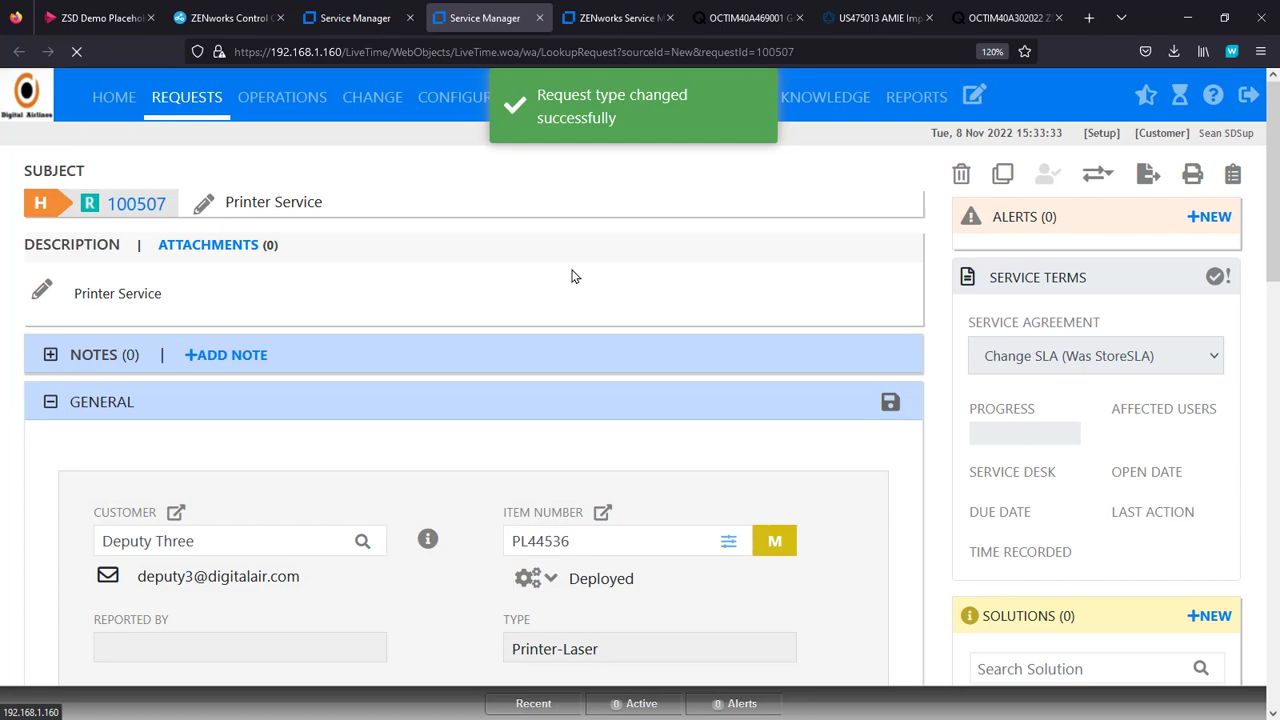 ZSD Demo Placehol
ZENworks Control C
Service Manager
Service Manager
ZENworks Service M
OCTIM40A469001 G
US475013 AMIE Imp
OCTIM40A302022 Z
https://192.168.1.160/LiveTime/WebObjects/LiveTime.woa/wa/LookupRequest?sourceId=New&requestId=100507
120%
Digital Airlines
HOME
REQUESTS
OPERATIONS
CHANGE
CONFIGUR
KNOWLEDGE
REPORTS
Request type changed
successfully
Tue, 8 Nov 2022 15:33:33
[Setup]
[Customer]
Sean SDSup
SUBJECT
H
R
100507
Printer Service
DESCRIPTION | ATTACHMENTS (0)
Printer Service
NOTES (0) | +ADD NOTE
GENERAL
CUSTOMER
Deputy Three
deputy3@digitalair.com
REPORTED BY
ITEM NUMBER
PL44536
M
Deployed
TYPE
Printer-Laser
ALERTS (0)
+NEW
SERVICE TERMS
SERVICE AGREEMENT
Change SLA (Was StoreSLA)
PROGRESS
AFFECTED USERS
SERVICE DESK
OPEN DATE
DUE DATE
LAST ACTION
TIME RECORDED
SOLUTIONS (0)
+NEW
Search Solution
Recent
0 Active
0 Alerts
192.168.1.160